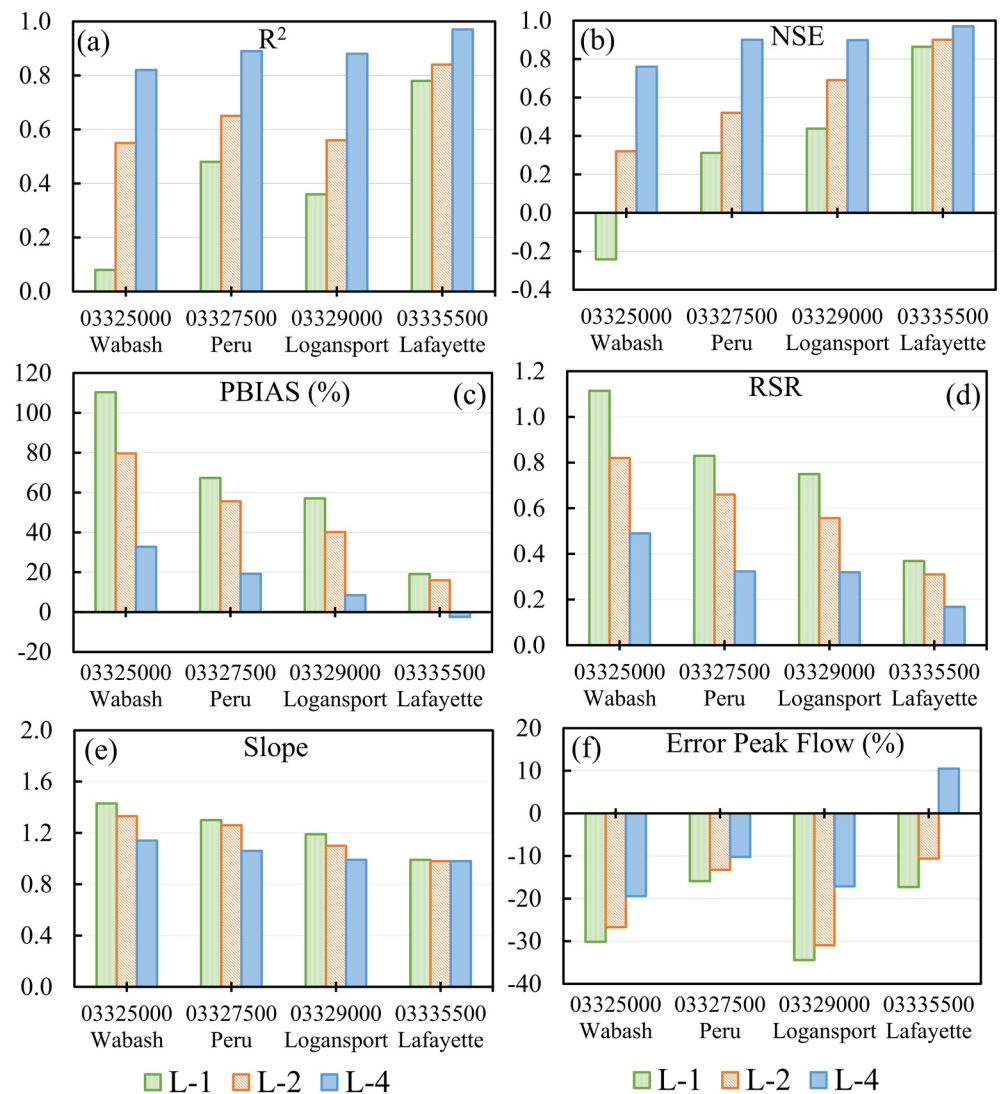 (a) R²
1.0
0.8
0.6
0.4
0.2
0.0
03325000 03327500 03329000 03335500
Wabash Peru Logansport Lafayette
(b) NSE
1.0
0.8
0.6
0.4
0.2
0.0
-0.2
-0.4
03325000 03327500 03329000 03335500
Wabash Peru Logansport Lafayette
PBIAS (%) (c)
120
100
80
60
40
20
0
-20
03325000 03327500 03329000 03335500
Wabash Peru Logansport Lafayette
RSR (d)
1.2
1.0
0.8
0.6
0.4
0.2
0.0
03325000 03327500 03329000 03335500
Wabash Peru Logansport Lafayette
(e) Slope
2.0
1.6
1.2
0.8
0.4
0.0
03325000 03327500 03329000 03335500
Wabash Peru Logansport Lafayette
L-1 L-2 L-4
(f) Error Peak Flow (%)
20
10
0
-10
-20
-30
-40
03325000 03327500 03329000 03335500
Wabash Peru Logansport Lafayette
L-1 L-2 L-4